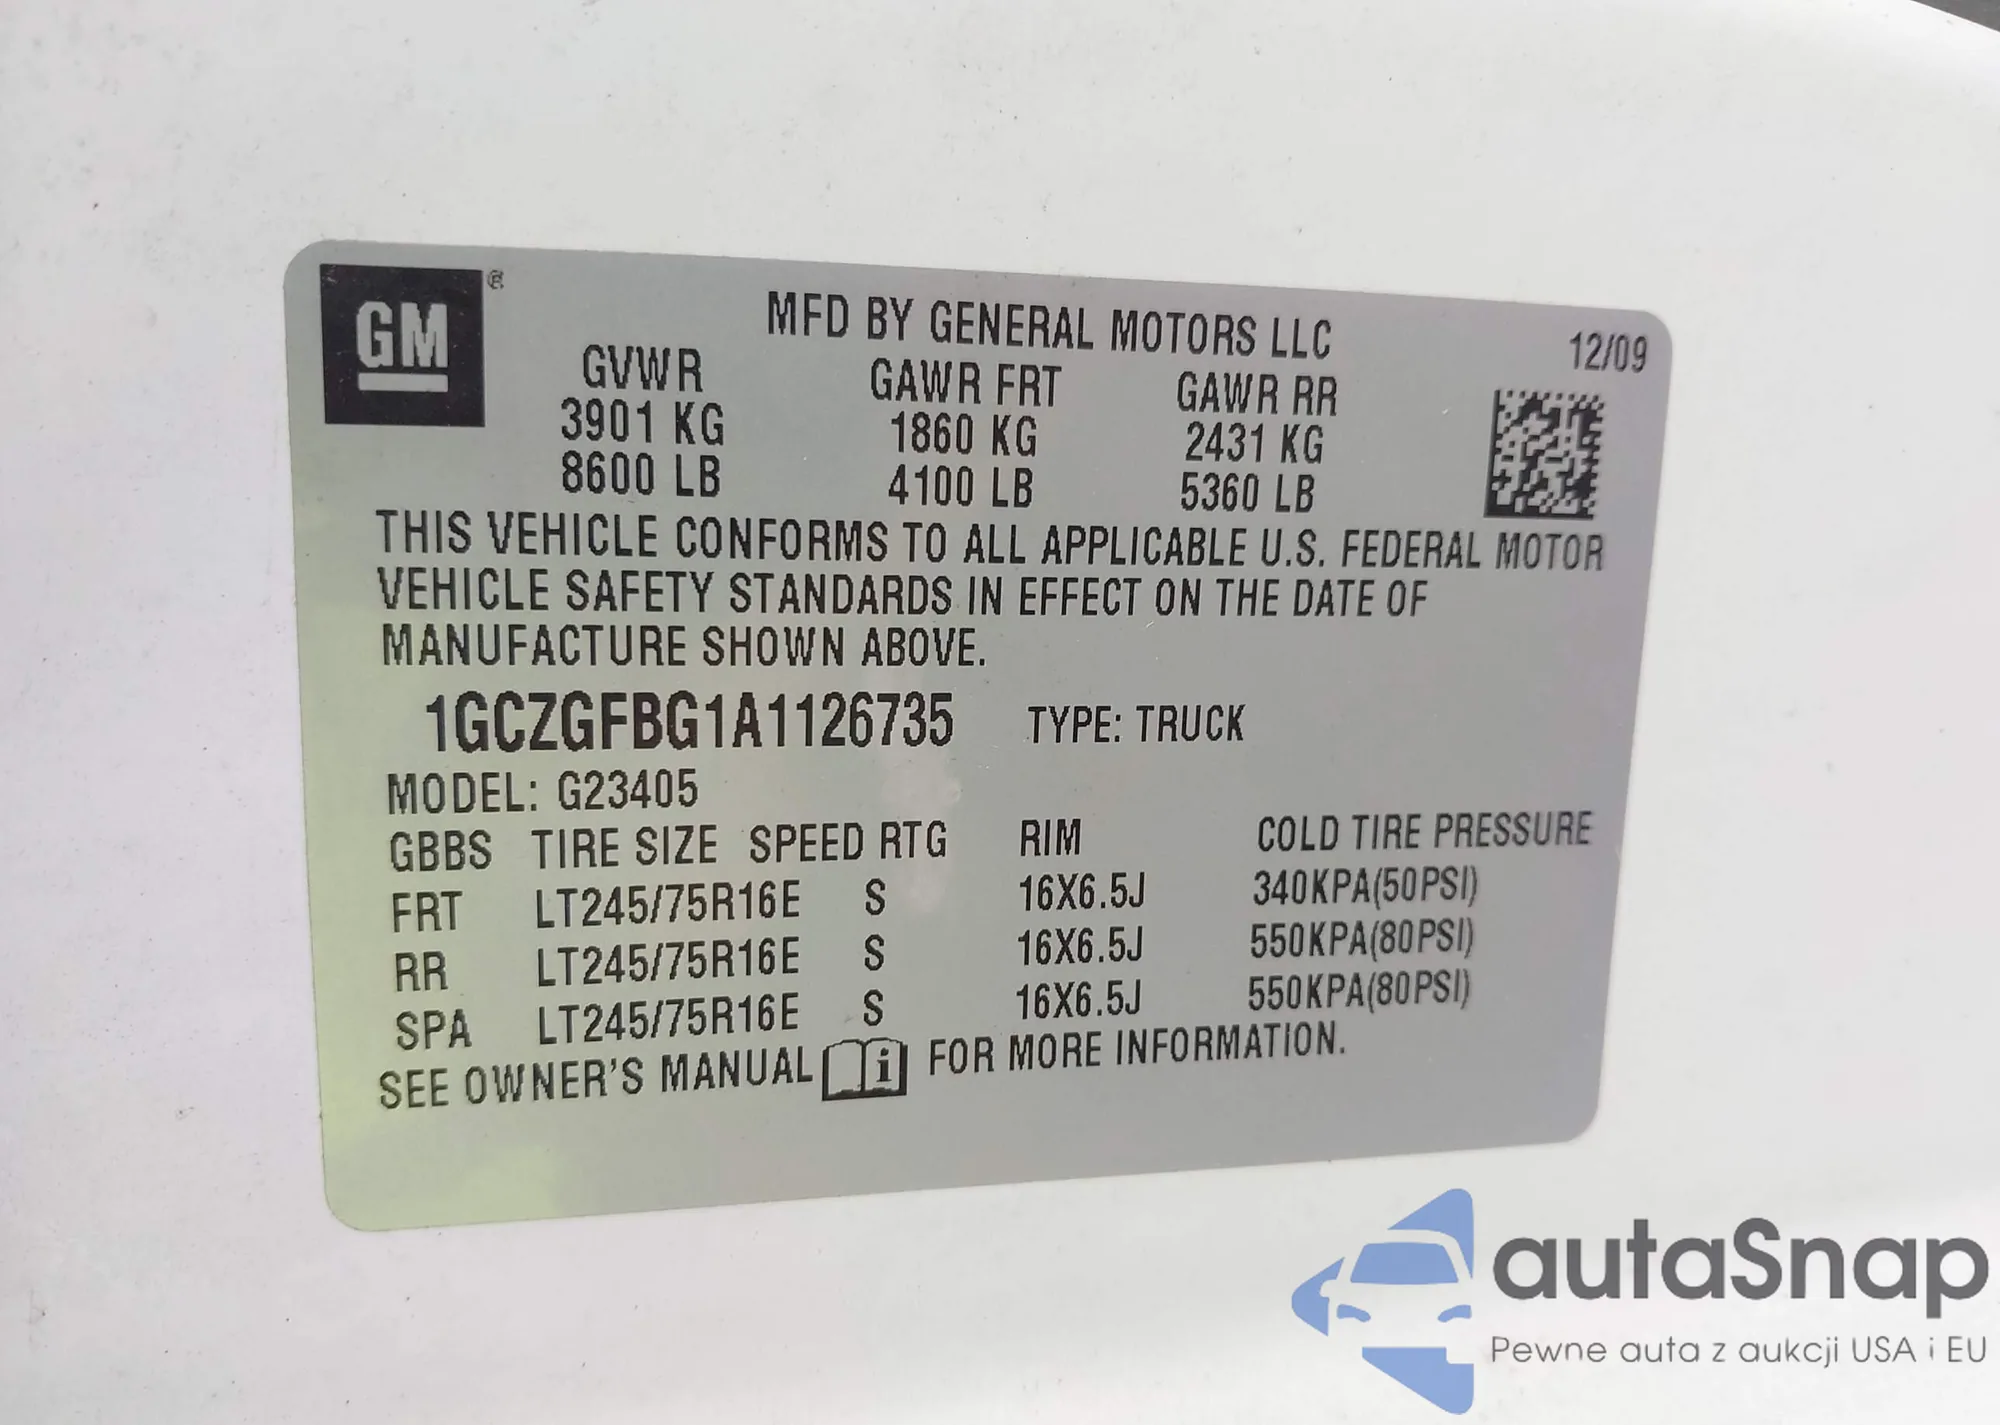 GM ®
MFD BY GENERAL MOTORS LLC 12/09
GVWR GAWR FRT GAWR RR
3901 KG 1860 KG 2431 KG
8600 LB 4100 LB 5360 LB
THIS VEHICLE CONFORMS TO ALL APPLICABLE U.S. FEDERAL MOTOR
VEHICLE SAFETY STANDARDS IN EFFECT ON THE DATE OF
MANUFACTURE SHOWN ABOVE.
1GCZGFBG1A1126735 TYPE: TRUCK
MODEL: G23405
GBBS TIRE SIZE SPEED RTG RIM COLD TIRE PRESSURE
FRT LT245/75R16E S 16X6.5J 340KPA(50PSI)
RR LT245/75R16E S 16X6.5J 550KPA(80PSI)
SPA LT245/75R16E S 16X6.5J 550KPA(80PSI)
SEE OWNER'S MANUAL i FOR MORE INFORMATION.
autaSnap
Pewne auta z aukcji USA i EU